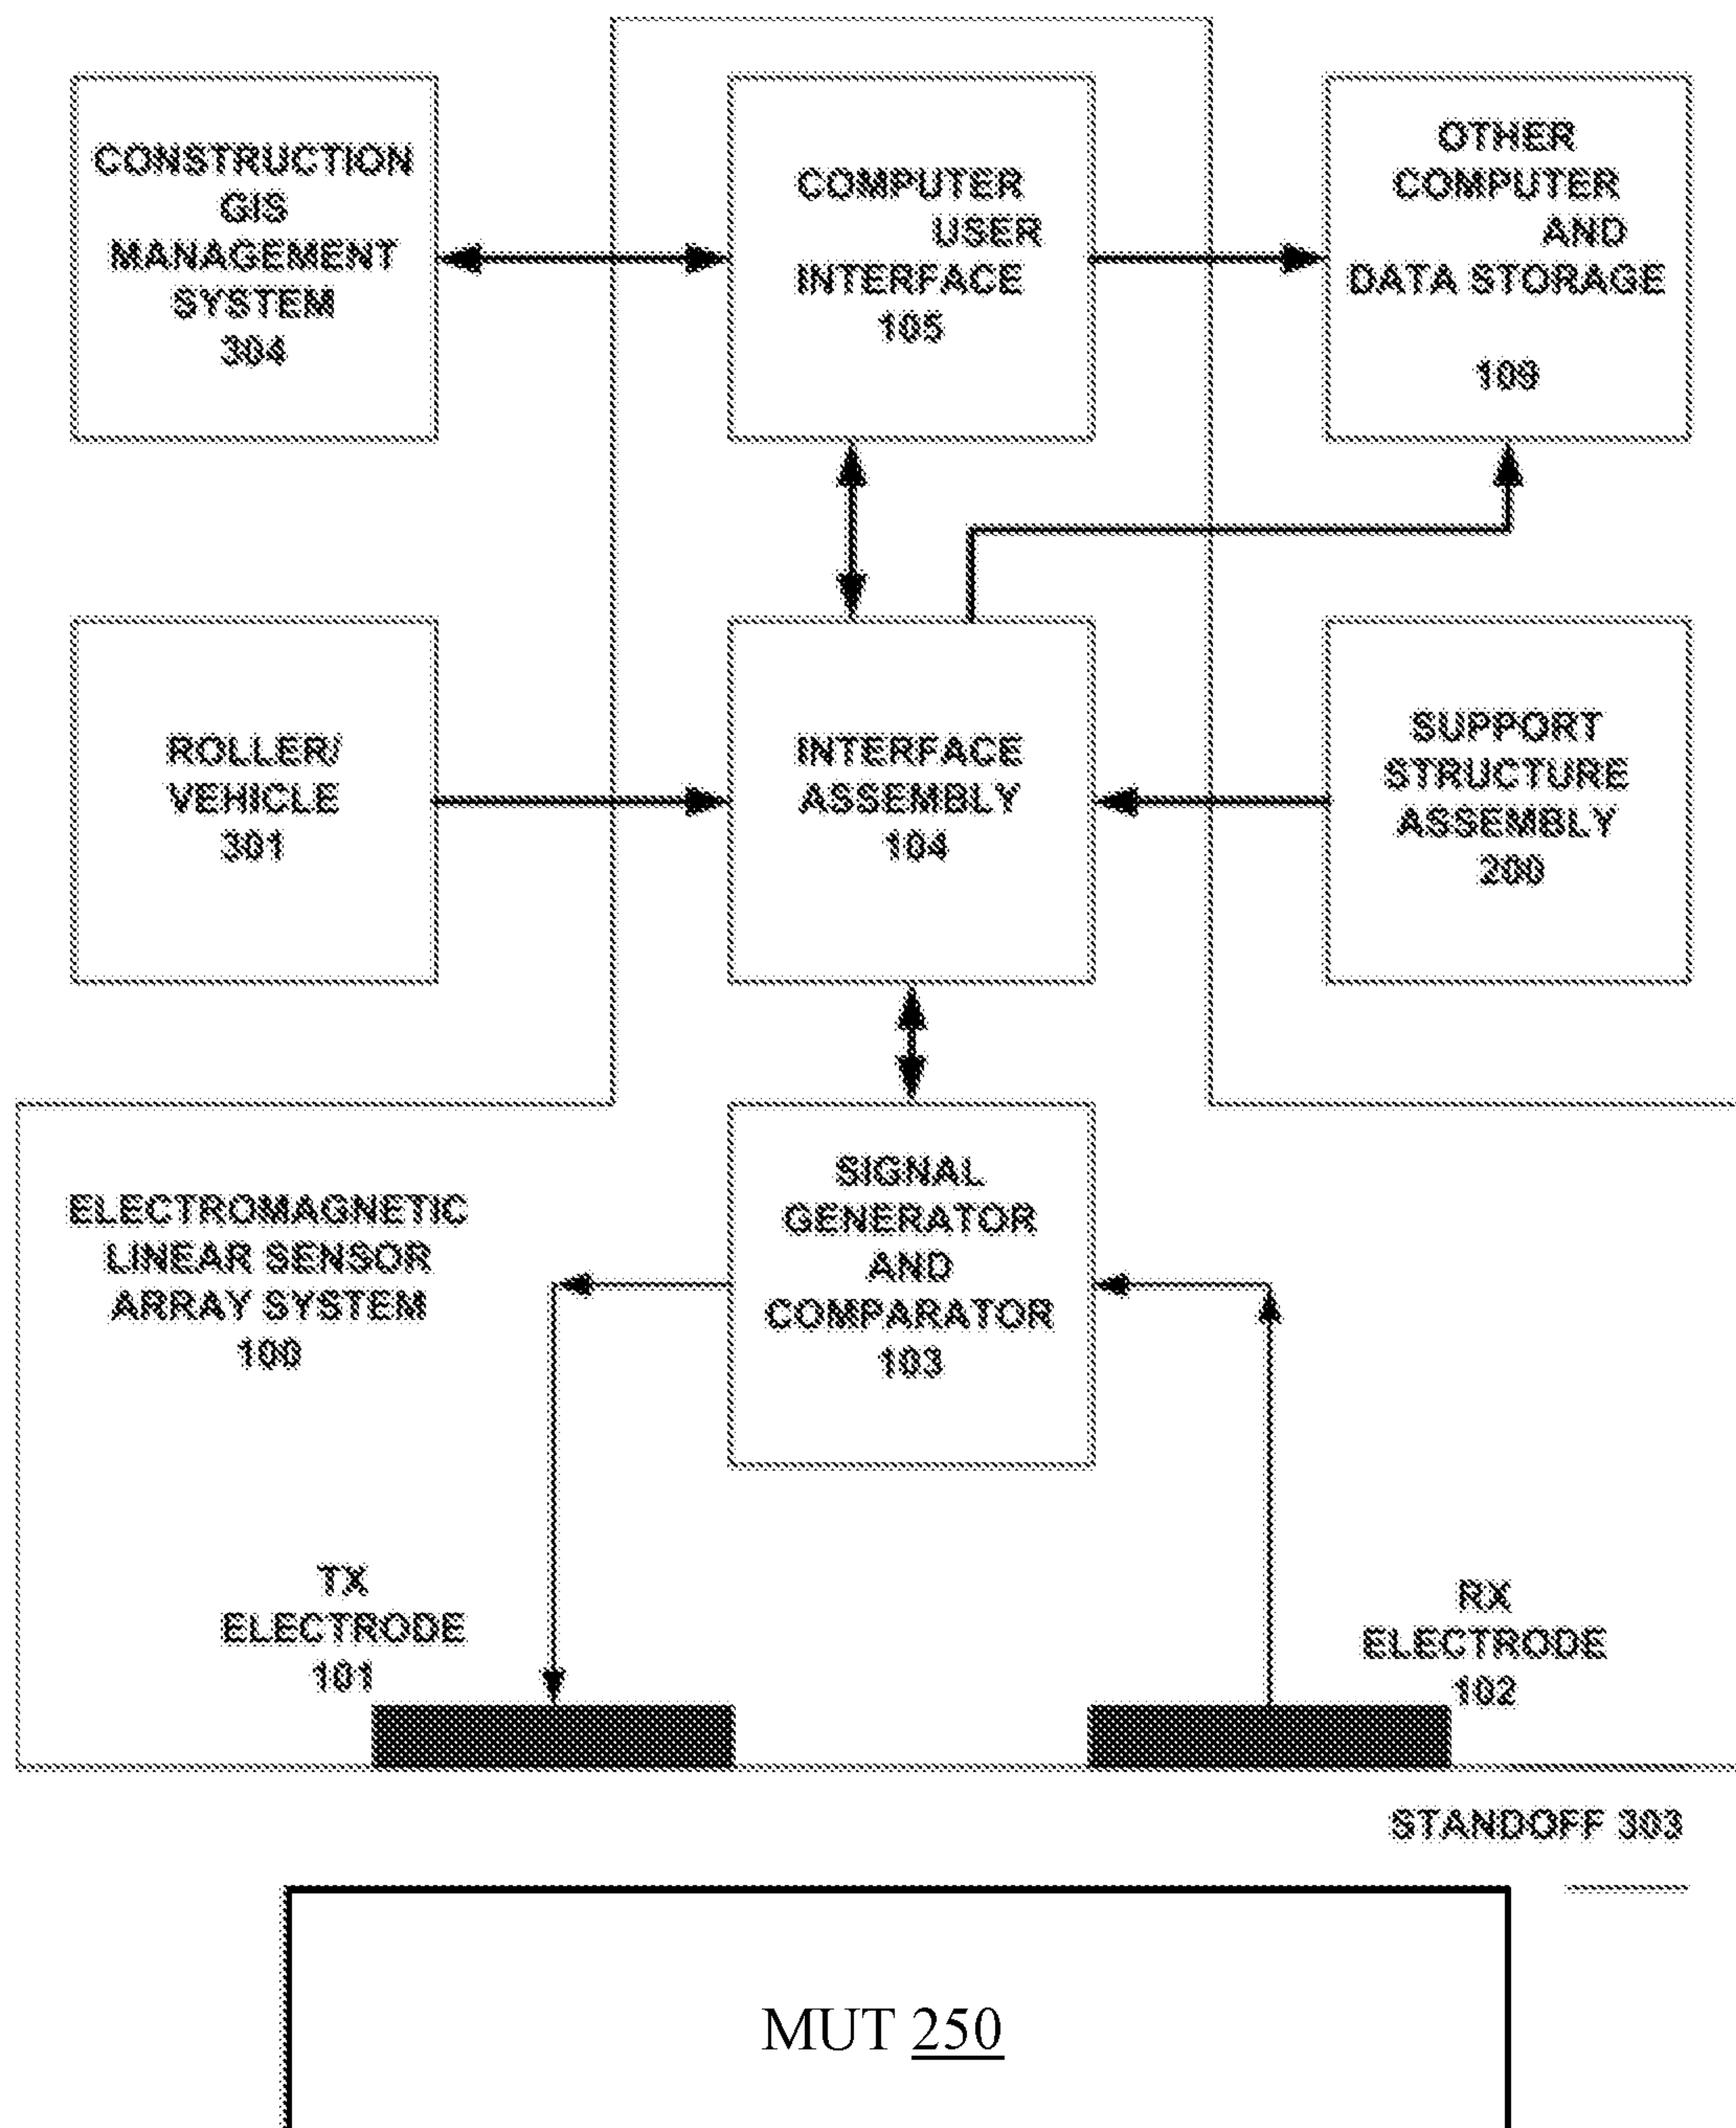 CONSTRUCTION
GIS
MANAGEMENT
SYSTEM
304
COMPUTER
USER
INTERFACE
105
OTHER
COMPUTER
AND
DATA STORAGE
109
ROLLER/
VEHICLE
301
INTERFACE
ASSEMBLY
104
SUPPORT
STRUCTURE
ASSEMBLY
200
ELECTROMAGNETIC
LINEAR SENSOR
ARRAY SYSTEM
100
SIGNAL
GENERATOR
AND
COMPARATOR
103
TX
ELECTRODE
101
RX
ELECTRODE
102
STANDOFF 303
MUT 250